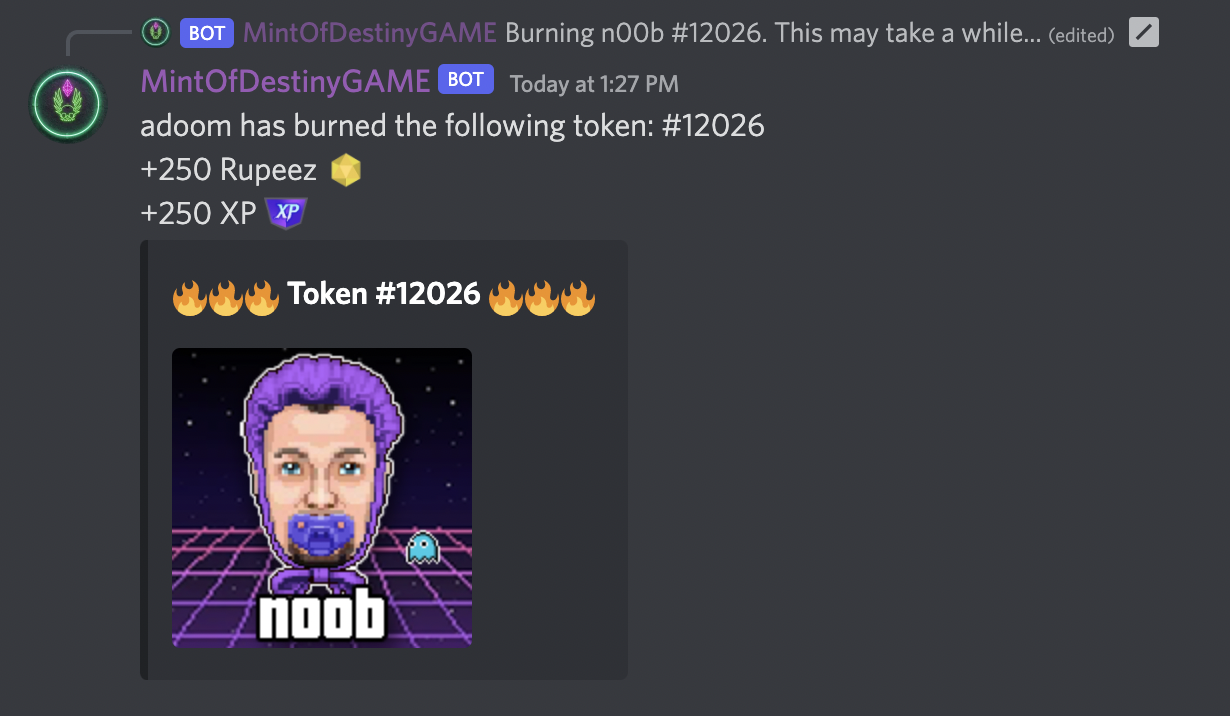 BOT MintOfDestinyGAME Burning n00b #12026. This may take a while... (edited)
MintOfDestinyGAME BOT Today at 1:27 PM
adoom has burned the following token: #12026
+250 Rupeez
+250 XP XP
🔥🔥🔥 Token #12026 🔥🔥🔥
noob